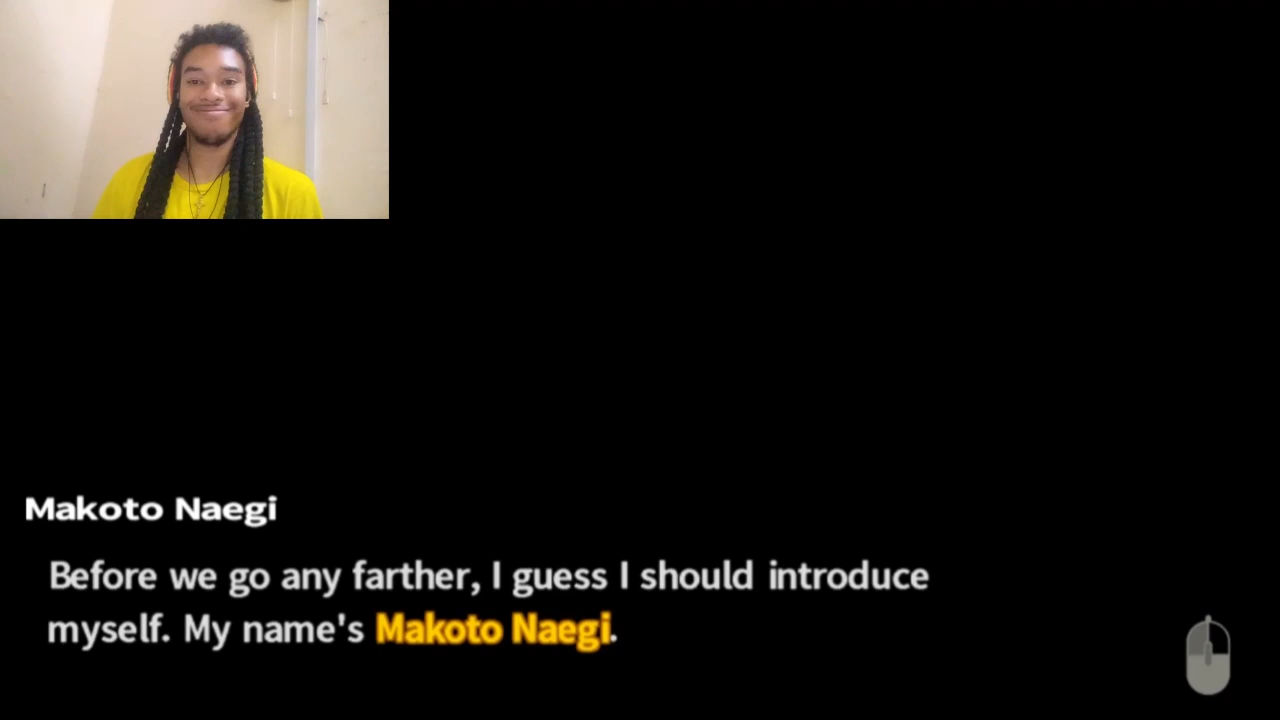 Makoto Naegi
Before we go any farther, I guess I should introduce
myself. My name's Makoto Naegi.